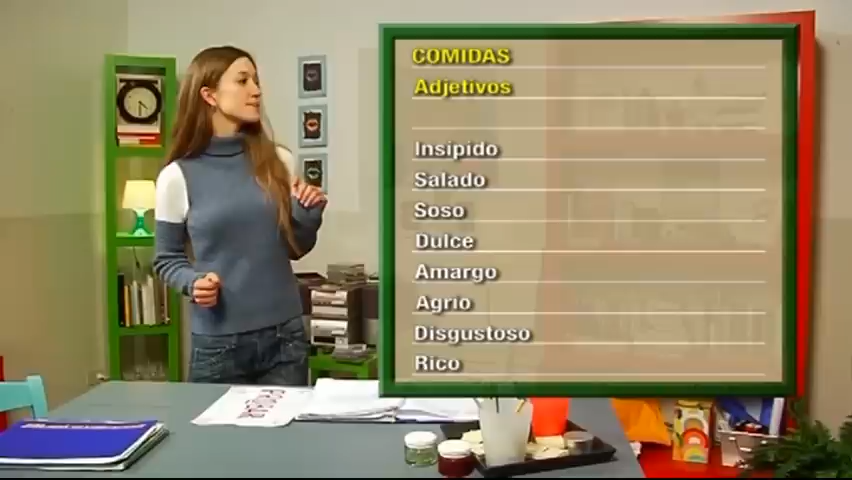 COMIDAS
Adjetivos
Insipido
Salado
Soso
Dulce
Amargo
Agrio
Disgustoso
Rico